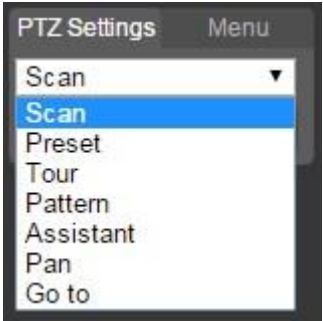 PTZ Settings Menu
Scan
Scan
Preset
Tour
Pattern
Assistant
Pan
Go to